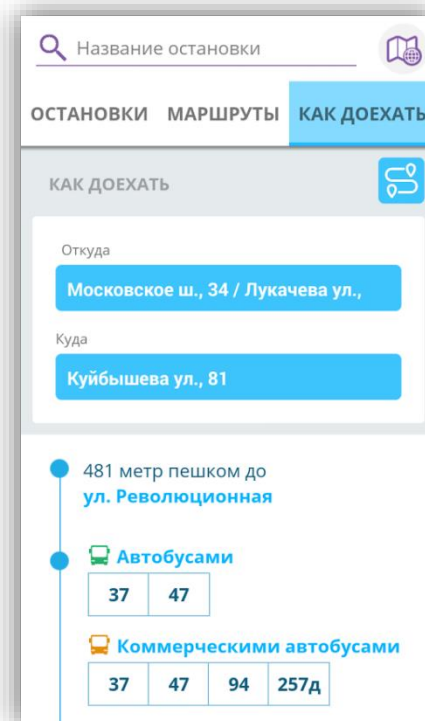 Название остановки
ОСТАНОВКИ МАРШРУТЫ КАК ДОЕХАТЬ
КАК ДОЕХАТЬ
Откуда
Московское ш., 34 / Лукачева ул.,
Куда
Куйбышева ул., 81
481 метр пешком до
ул. Революционная
Автобусами
37 47
Коммерческими автобусами
37 47 94 257д